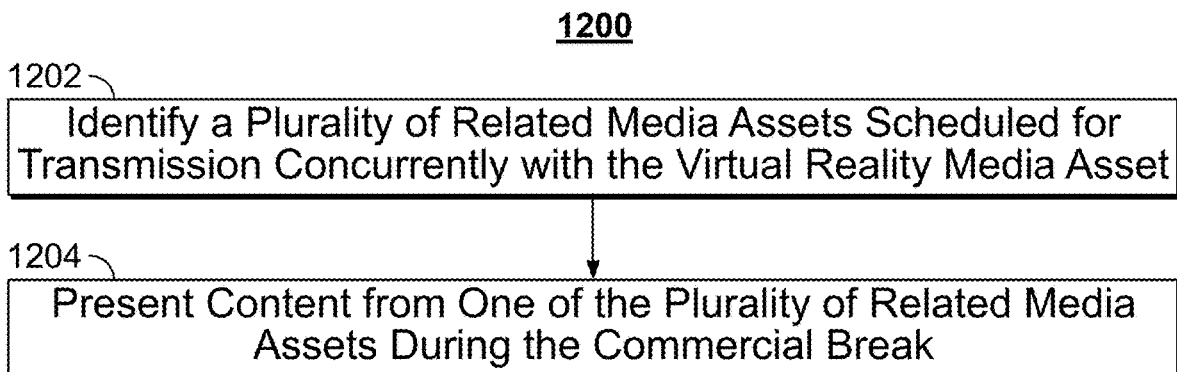 1200
1202
Identify a Plurality of Related Media Assets Scheduled for
Transmission Concurrently with the Virtual Reality Media Asset
1204
Present Content from One of the Plurality of Related Media
Assets During the Commercial Break